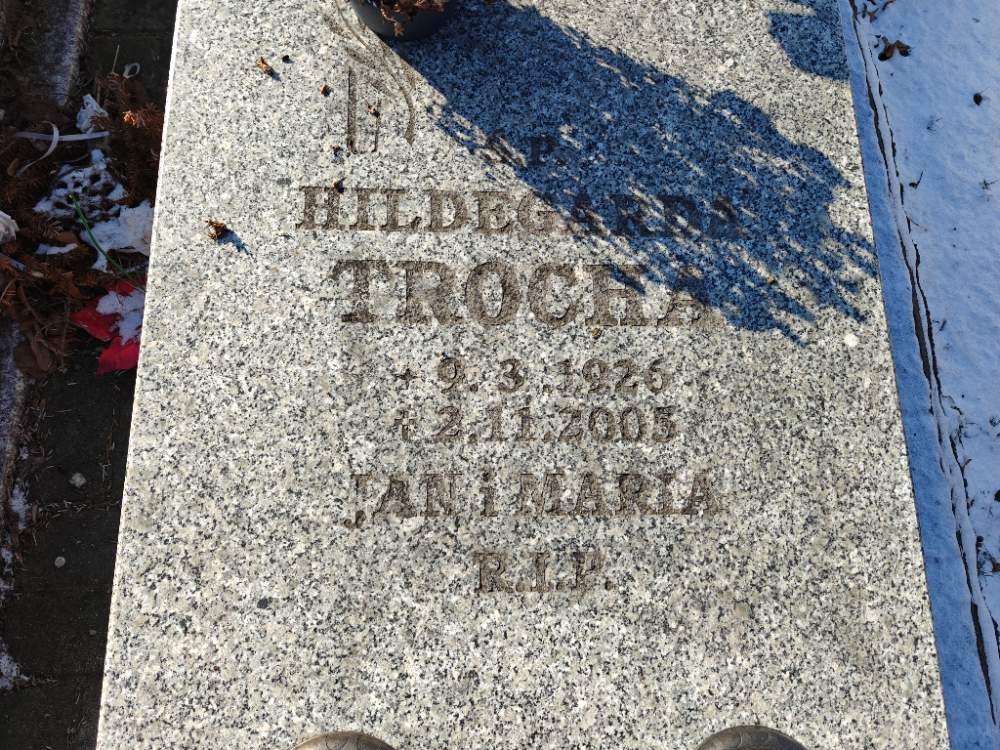 Ś.P.
HILDEGARDA
TROCHA
* 9.3.1926
+ 2.11.2005
JAN i MARIA
R.I.P.